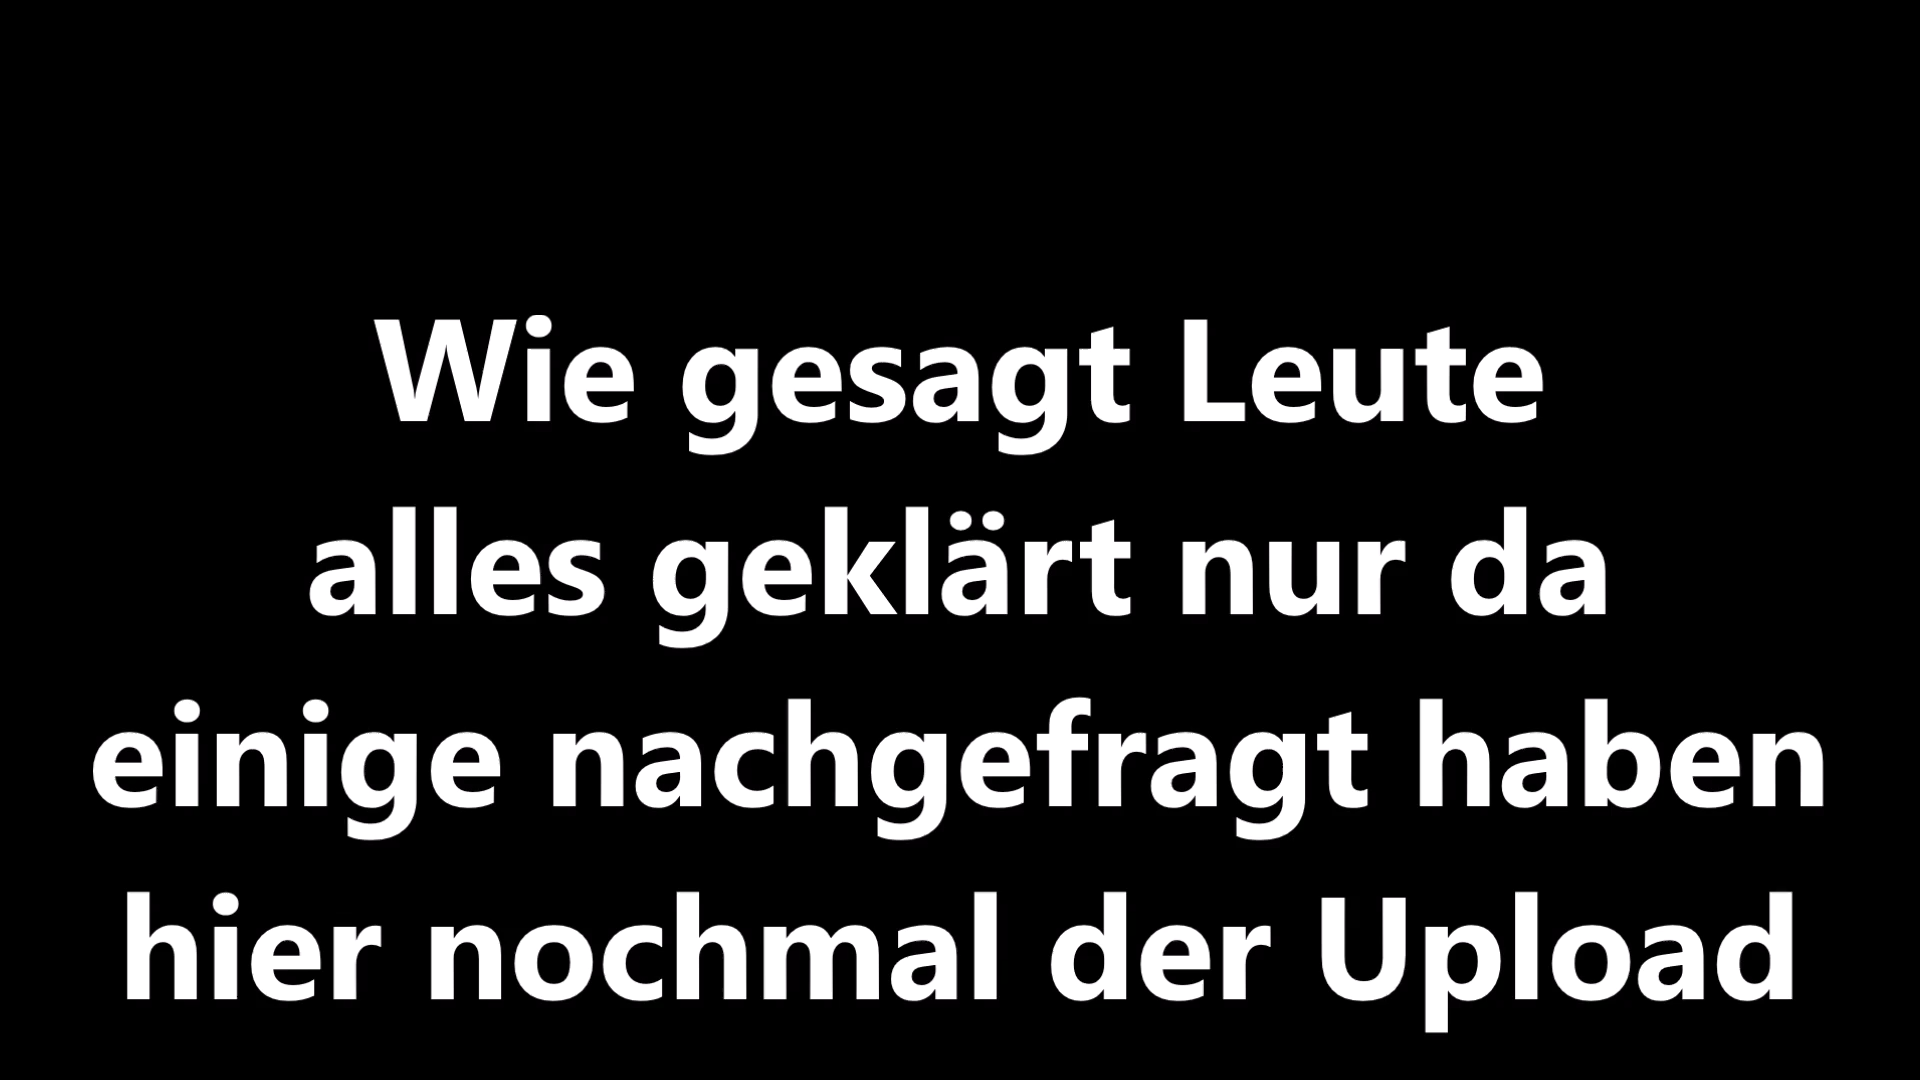 Wie gesagt Leute
alles geklärt nur da
einige nachgefragt haben
hier nochmal der Upload